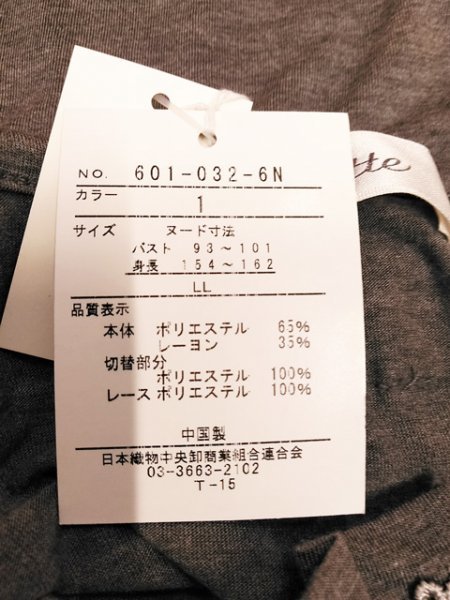 NO. 601-032-6N
カラー 1
サイズ ヌード寸法
バスト 93～101
身長 154～162
LL
品質表示
本体 ポリエステル 65%
レーヨン 35%
切替部分
ポリエステル 100%
レース ポリエステル 100%
中国製
日本織物中央卸商業組合連合会
03-3663-2102
T-15